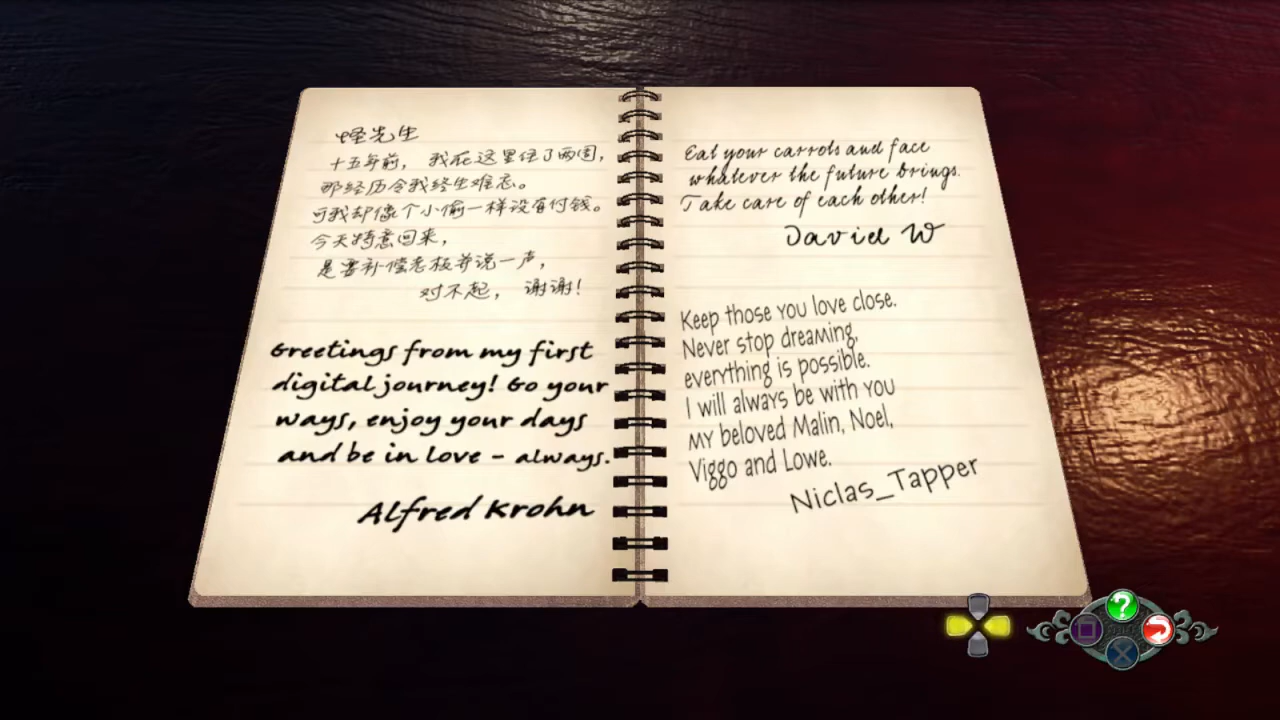 怪先生
十五年前，我在这里住了两周，
那经历令我终生难忘。
可我却像个小偷一样没有付钱。
今天特意回来，
是要补偿老板并说一声，
对不起，谢谢！
Greetings from my first
digital journey! Go your
ways, enjoy your days
and be in love - always.
Alfred Krohn
Eat your carrots and face
whatever the future brings.
Take care of each other!
David W
Keep those you love close.
Never stop dreaming,
everything is possible.
I will always be with you
my beloved Malin, Noel,
Viggo and Lowe.
Niclas_Tapper
?